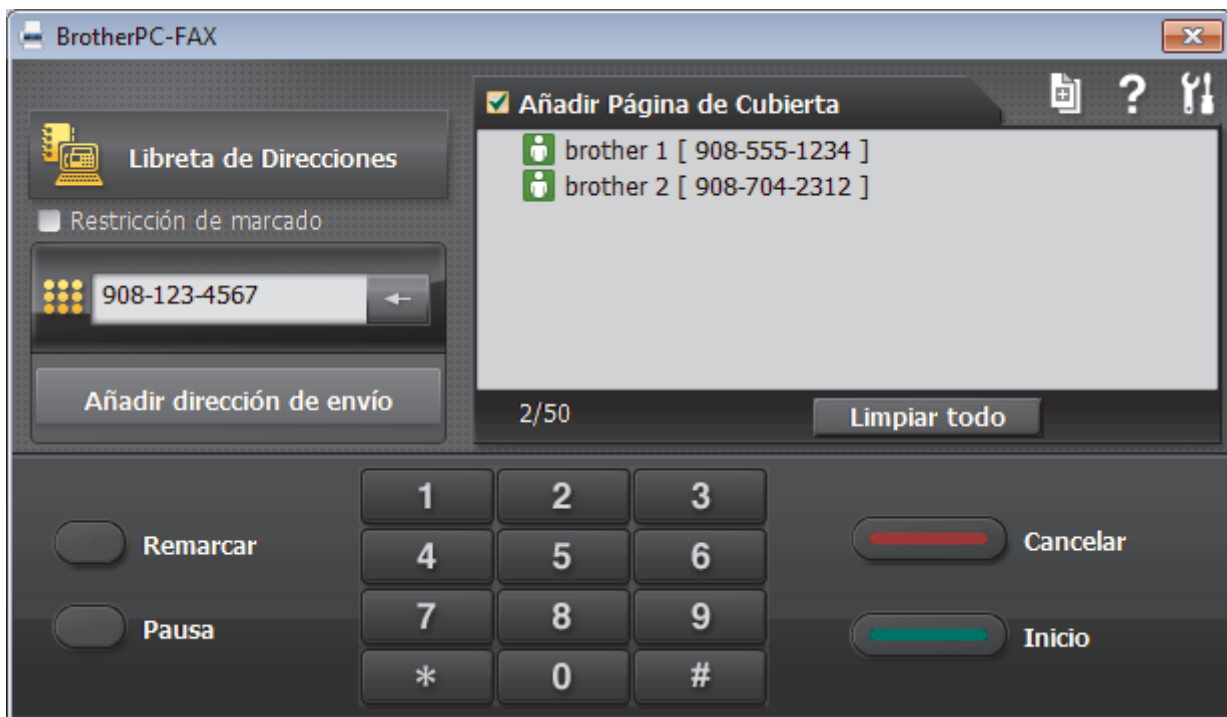 BrotherPC-FAX
Libreta de Direcciones
Restricción de marcado
908-123-4567
Añadir dirección de envío
Añadir Página de Cubierta
?
brother 1 [ 908-555-1234 ]
brother 2 [ 908-704-2312 ]
2/50
Limpiar todo
Remarcar
Pausa
1 2 3
4 5 6
7 8 9
* 0 #
Cancelar
Inicio